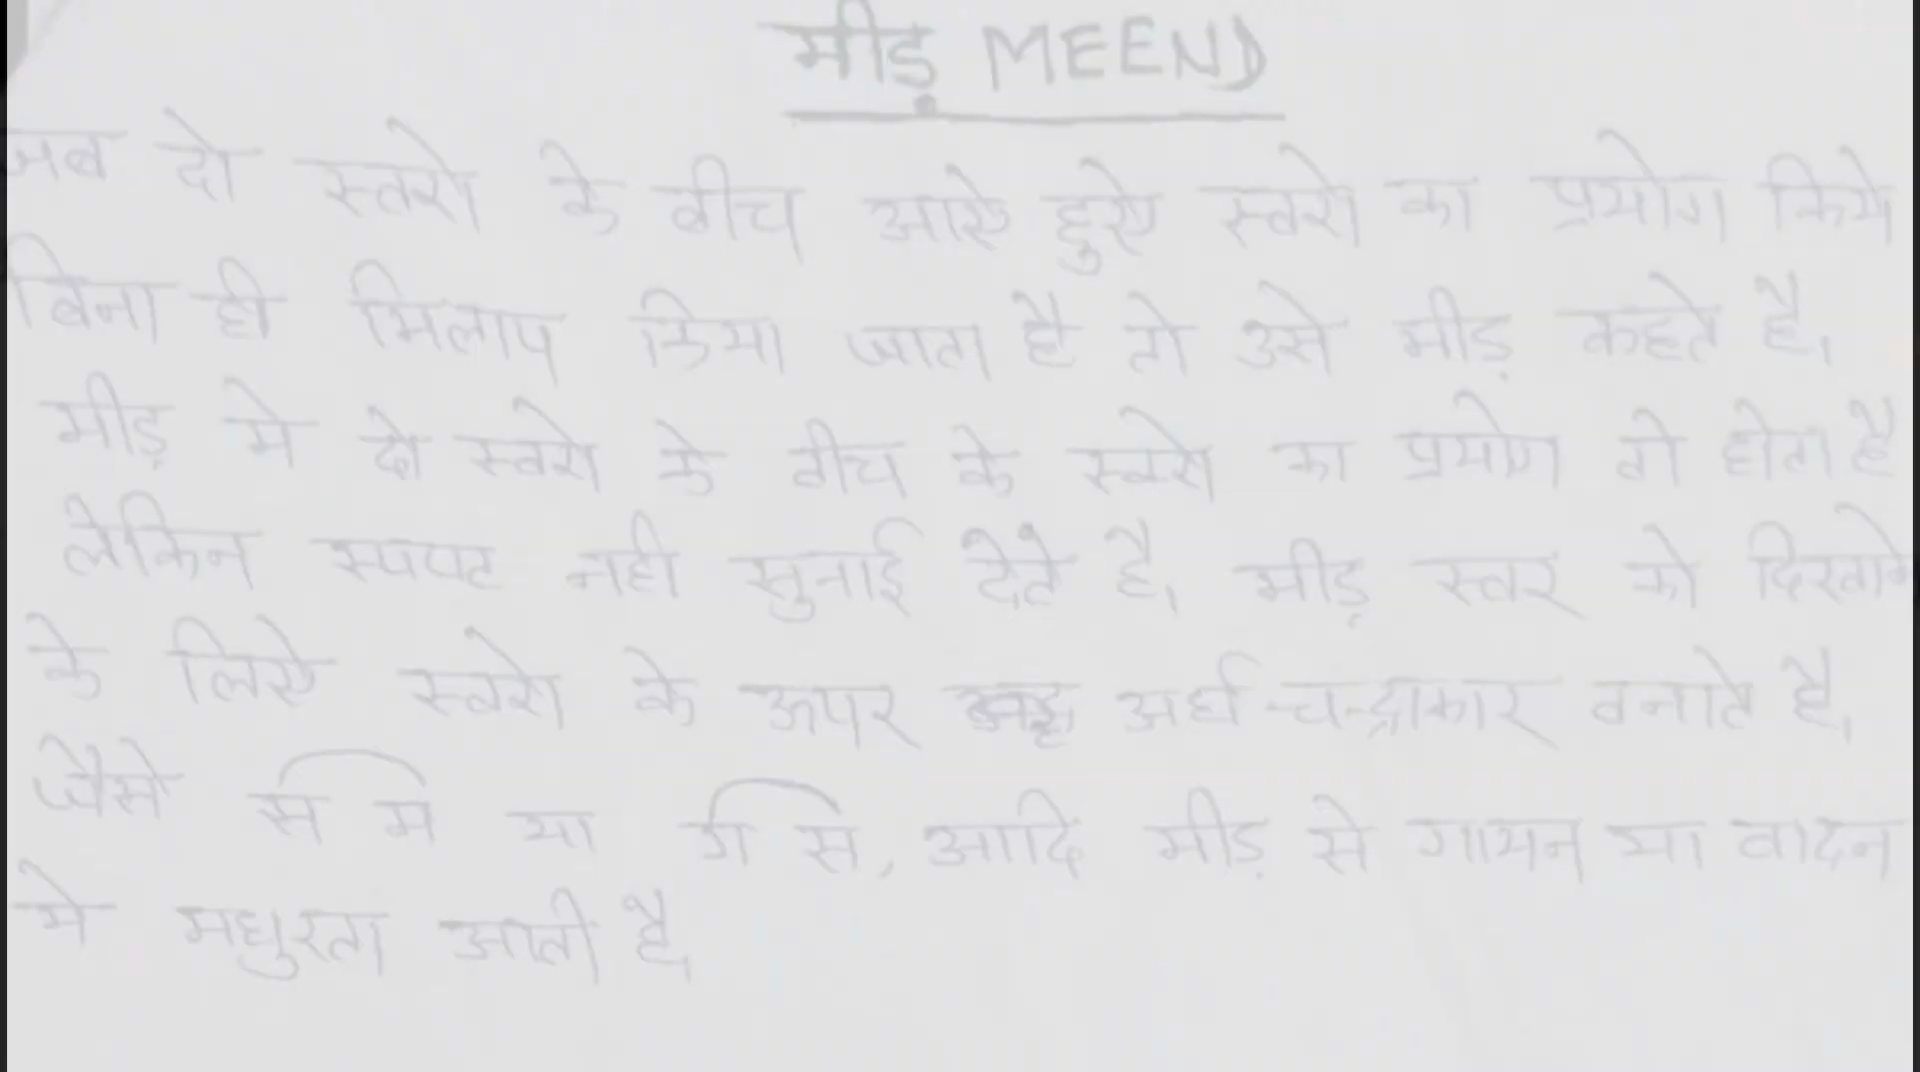 मीड़ MEEND
जब दो स्वरो के बीच आऐ हुऐ स्वरो का प्रयोग किये
बिना ही मिलाप किया जाता है तो उसे मीड़ कहते है।
मीड़ मे दो स्वरो के बीच के स्वरो का प्रयोग तो होता है
लेकिन स्पष्ट नही सुनाई देते है। मीड़ स्वर को दिखाने
के लिऐ स्वरो के ऊपर अर्ध चन्द्राकार बनाते है।
जैसे स म या ग स, आदि मीड़ से गायन या वादन
मे मधुरता आती है।